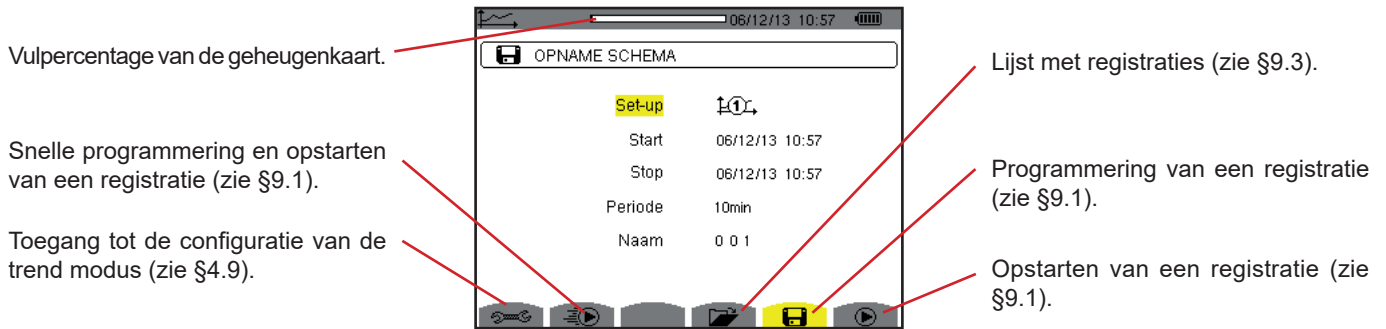 Vulpercentage van de geheugenkaart.
Snelle programmering en opstarten
van een registratie (zie §9.1).
Toegang tot de configuratie van de
trend modus (zie §4.9).
06/12/13 10:57
OPNAME SCHEMA
Set-up 1
Start 06/12/13 10:57
Stop 06/12/13 10:57
Periode 10min
Naam 0 0 1
Lijst met registraties (zie §9.3).
Programmering van een registratie
(zie §9.1).
Opstarten van een registratie (zie
§9.1).